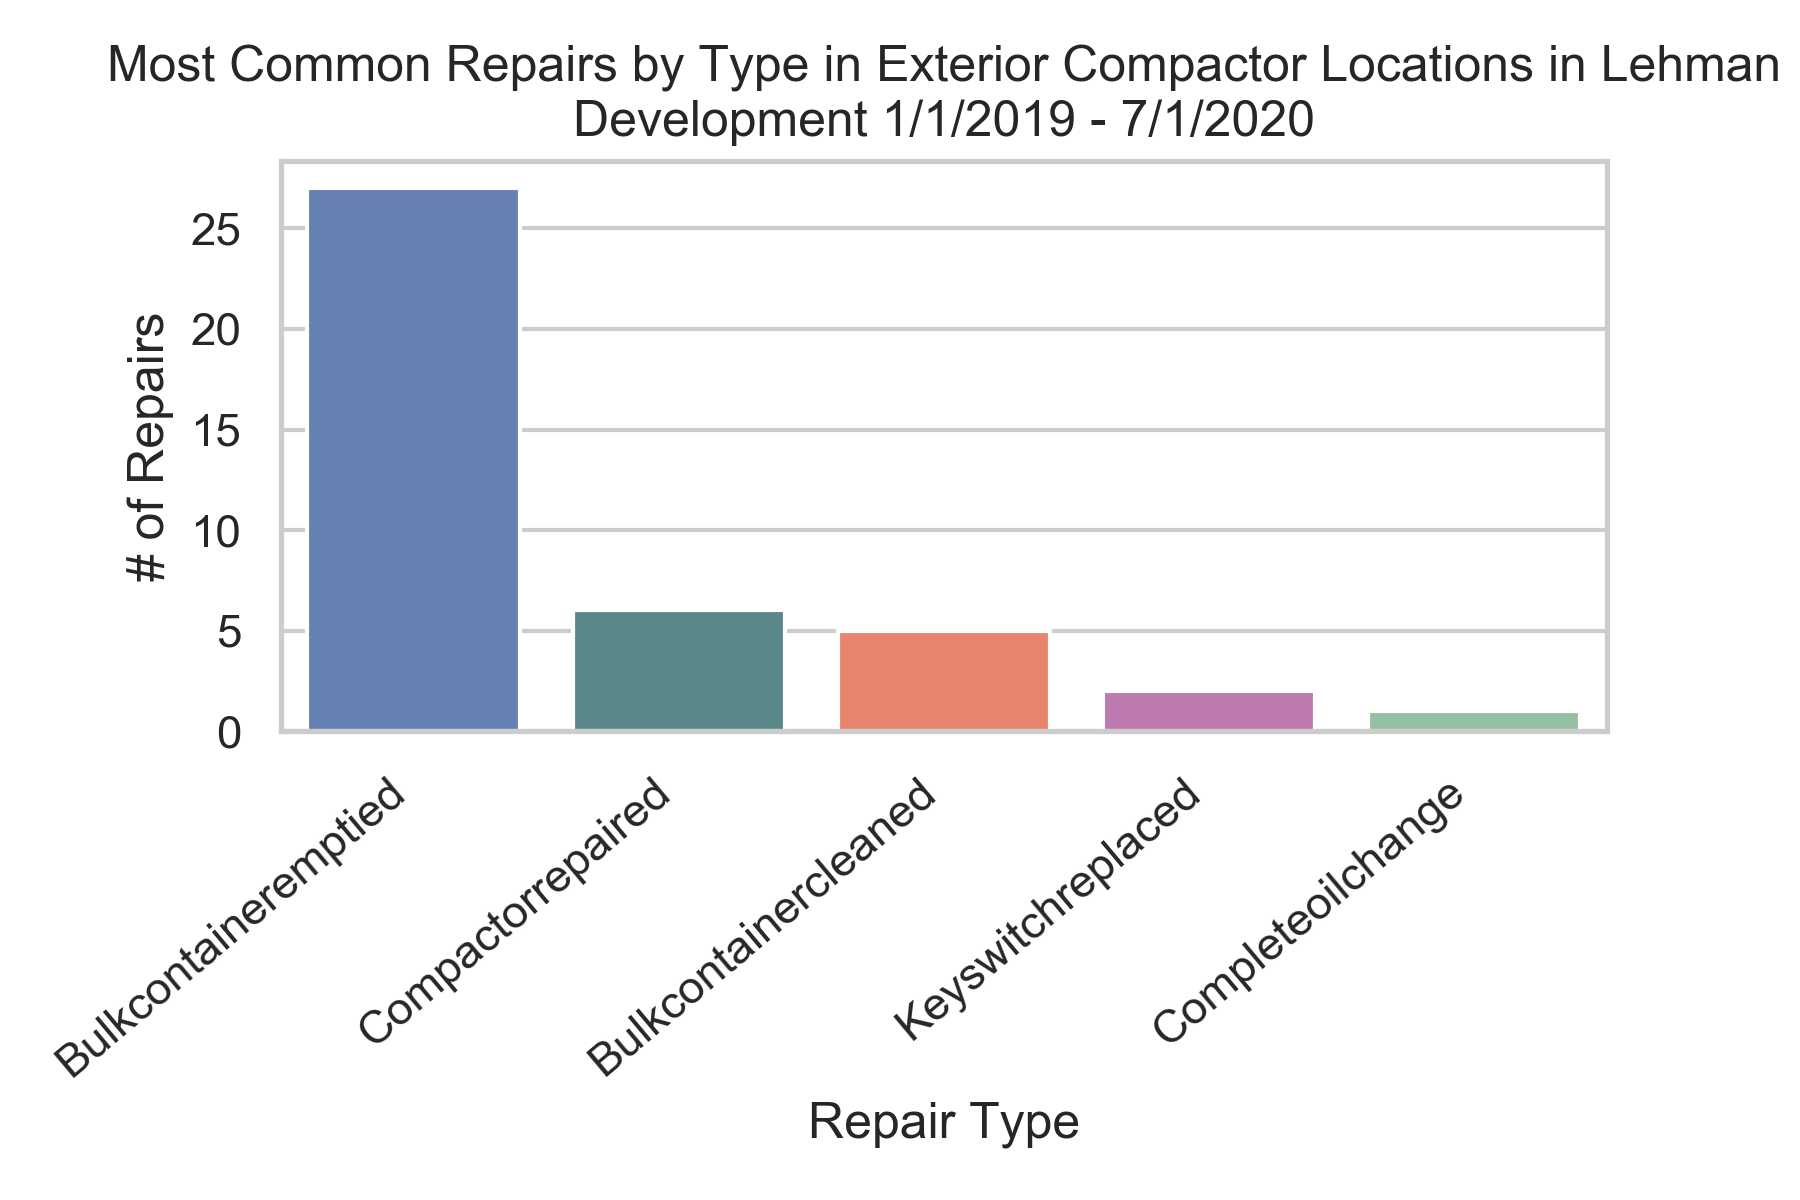 Most Common Repairs by Type in Exterior Compactor Locations in Lehman
Development 1/1/2019 - 7/1/2020
# of Repairs
25
20
15
10
5
0
Bulkcontaineremptied
Compactorrepaired
Bulkcontainercleaned
Keyswitchreplaced
Completeoilchange
Repair Type